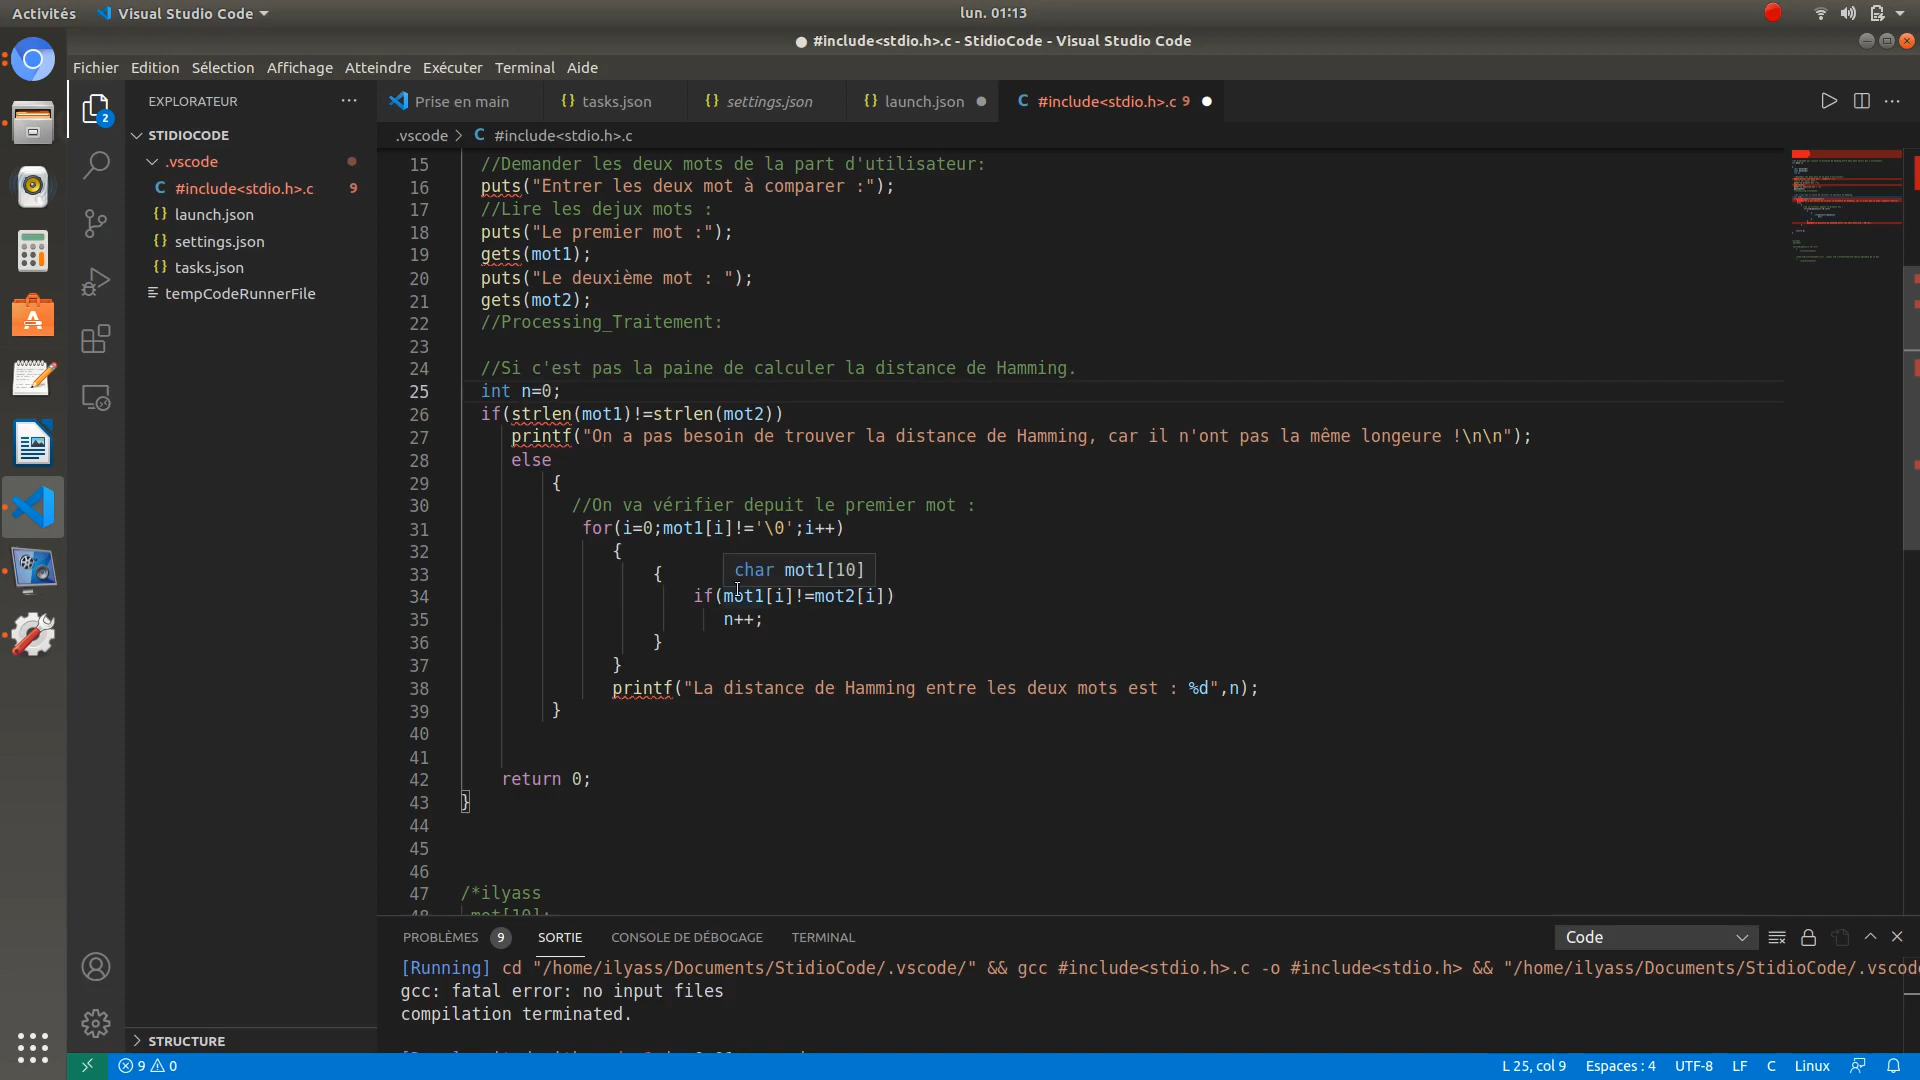 Activités Visual Studio Code lun. 01:13
● #include<stdio.h>.c - StidioCode - Visual Studio Code
Fichier Edition Sélection Affichage Atteindre Exécuter Terminal Aide
EXPLORATEUR
STIDIOCODE
.vscode
C #include<stdio.h>.c 9
{} launch.json
{} settings.json
{} tasks.json
tempCodeRunnerFile
STRUCTURE
2
Prise en main {} tasks.json {} settings.json {} launch.json ● C #include<stdio.h>.c 9 ●
.vscode > C #include<stdio.h>.c
15 //Demander les deux mots de la part d'utilisateur:
16 puts("Entrer les deux mot à comparer :");
17 //Lire les dejux mots :
18 puts("Le premier mot :");
19 gets(mot1);
20 puts("Le deuxième mot : ");
21 gets(mot2);
22 //Processing_Traitement:
23
24 //Si c'est pas la paine de calculer la distance de Hamming.
25 int n=0;
26 if(strlen(mot1)!=strlen(mot2))
27 printf("On a pas besoin de trouver la distance de Hamming, car il n'ont pas la même longeure !\n\n");
28 else
29 {
30 //On va vérifier depuit le premier mot :
31 for(i=0;mot1[i]!='\0';i++)
32 {
char mot1[10]
33 {
34 if(mot1[i]!=mot2[i])
35 n++;
36 }
37 }
38 printf("La distance de Hamming entre les deux mots est : %d",n);
39 }
40
41
42 return 0;
43 }
44
45
46
47 /*ilyass
48 mot[10];
PROBLÈMES 9 SORTIE CONSOLE DE DÉBOGAGE TERMINAL Code
[Running] cd "/home/ilyass/Documents/StidioCode/.vscode/" && gcc #include<stdio.h>.c -o #include<stdio.h> && "/home/ilyass/Documents/StidioCode/.vscode
gcc: fatal error: no input files
compilation terminated.
9 0 L 25, col 9 Espaces : 4 UTF-8 LF C Linux